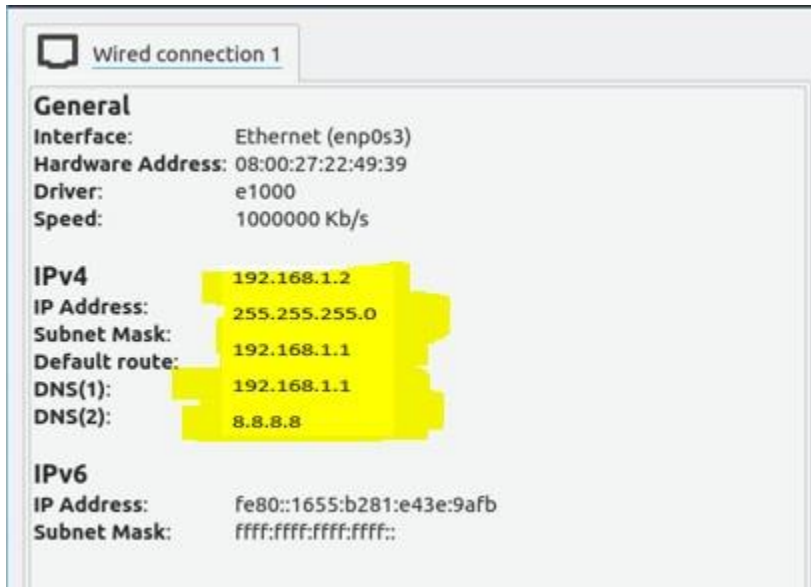 Wired connection 1
General
Interface: Ethernet (enp0s3)
Hardware Address: 08:00:27:22:49:39
Driver: e1000
Speed: 1000000 Kb/s
IPv4
IP Address: 192.168.1.2
Subnet Mask: 255.255.255.0
Default route: 192.168.1.1
DNS(1): 192.168.1.1
DNS(2): 8.8.8.8
IPv6
IP Address: fe80::1655:b281:e43e:9afb
Subnet Mask: ffff:ffff:ffff:ffff::